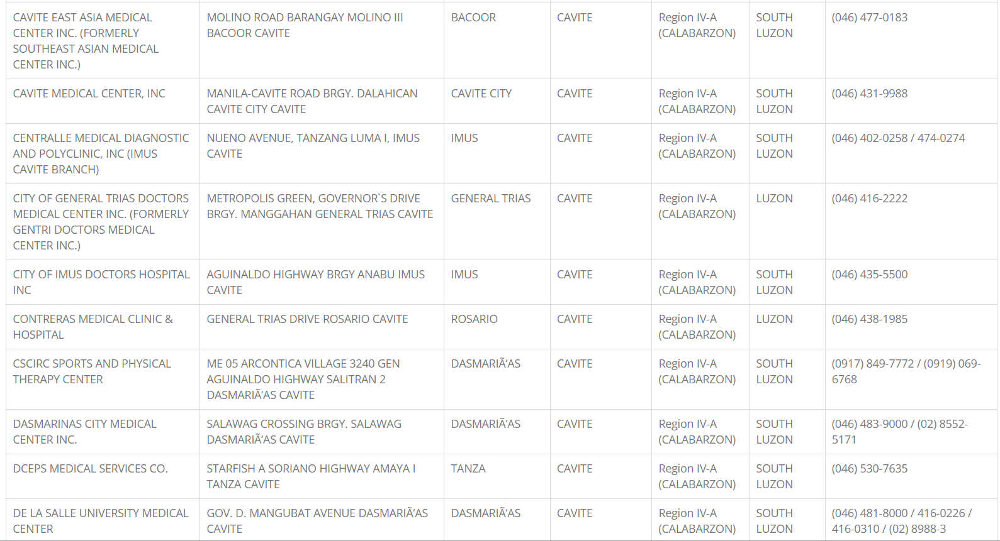 CAVITE EAST ASIA MEDICAL
CENTER INC. (FORMERLY
SOUTHEAST ASIAN MEDICAL
CENTER INC.)
MOLINO ROAD BARANGAY MOLINO III
BACOOR CAVITE
BACOOR
CAVITE
Region IV-A
(CALABARZON)
SOUTH
LUZON
(046) 477-0183
CAVITE MEDICAL CENTER, INC
MANILA-CAVITE ROAD BRGY. DALAHICAN
CAVITE CITY CAVITE
CAVITE CITY
CAVITE
Region IV-A
(CALABARZON)
SOUTH
LUZON
(046) 431-9988
CENTRALLE MEDICAL DIAGNOSTIC
AND POLYCLINIC, INC (IMUS
CAVITE BRANCH)
NUENO AVENUE, TANZANG LUMA I, IMUS
CAVITE
IMUS
CAVITE
Region IV-A
(CALABARZON)
SOUTH
LUZON
(046) 402-0258 / 474-0274
CITY OF GENERAL TRIAS DOCTORS
MEDICAL CENTER INC. (FORMERLY
GENTRI DOCTORS MEDICAL
CENTER INC.)
METROPOLIS GREEN, GOVERNOR`S DRIVE
BRGY. MANGGAHAN GENERAL TRIAS CAVITE
GENERAL TRIAS
CAVITE
Region IV-A
(CALABARZON)
LUZON
(046) 416-2222
CITY OF IMUS DOCTORS HOSPITAL
INC
AGUINALDO HIGHWAY BRGY ANABU IMUS
CAVITE
IMUS
CAVITE
Region IV-A
(CALABARZON)
SOUTH
LUZON
(046) 435-5500
CONTRERAS MEDICAL CLINIC &
HOSPITAL
GENERAL TRIAS DRIVE ROSARIO CAVITE
ROSARIO
CAVITE
Region IV-A
(CALABARZON)
LUZON
(046) 438-1985
CSCIRC SPORTS AND PHYSICAL
THERAPY CENTER
ME 05 ARCONTICA VILLAGE 3240 GEN
AGUINALDO HIGHWAY SALITRAN 2
DASMARIÃ‘AS CAVITE
DASMARIÃ‘AS
CAVITE
Region IV-A
(CALABARZON)
SOUTH
LUZON
(0917) 849-7772 / (0919) 069-
6768
DASMARINAS CITY MEDICAL
CENTER INC.
SALAWAG CROSSING BRGY. SALAWAG
DASMARIÃ‘AS CAVITE
DASMARIÃ‘AS
CAVITE
Region IV-A
(CALABARZON)
SOUTH
LUZON
(046) 483-9000 / (02) 8552-
5171
DCEPS MEDICAL SERVICES CO.
STARFISH A SORIANO HIGHWAY AMAYA I
TANZA CAVITE
TANZA
CAVITE
Region IV-A
(CALABARZON)
SOUTH
LUZON
(046) 530-7635
DE LA SALLE UNIVERSITY MEDICAL
CENTER
GOV. D. MANGUBAT AVENUE DASMARIÃ‘AS
CAVITE
DASMARIÃ‘AS
CAVITE
Region IV-A
(CALABARZON)
SOUTH
LUZON
(046) 481-8000 / 416-0226 /
416-0310 / (02) 8988-3